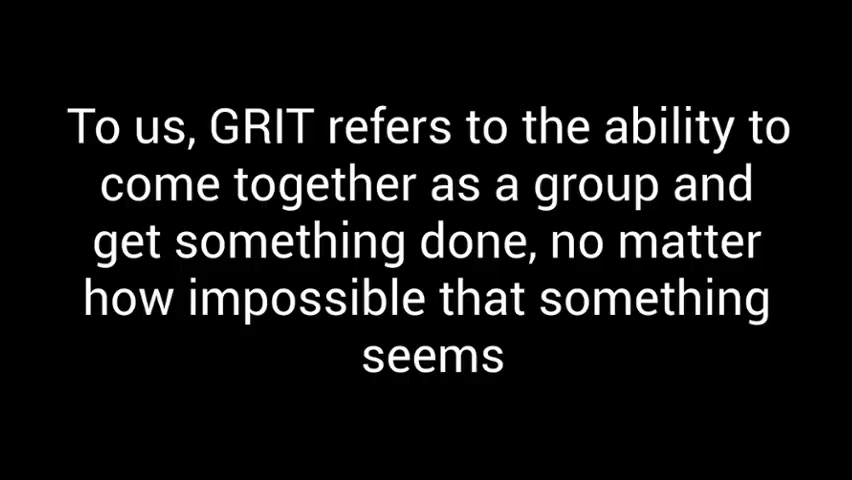 To us, GRIT refers to the ability to
come together as a group and
get something done, no matter
how impossible that something
seems